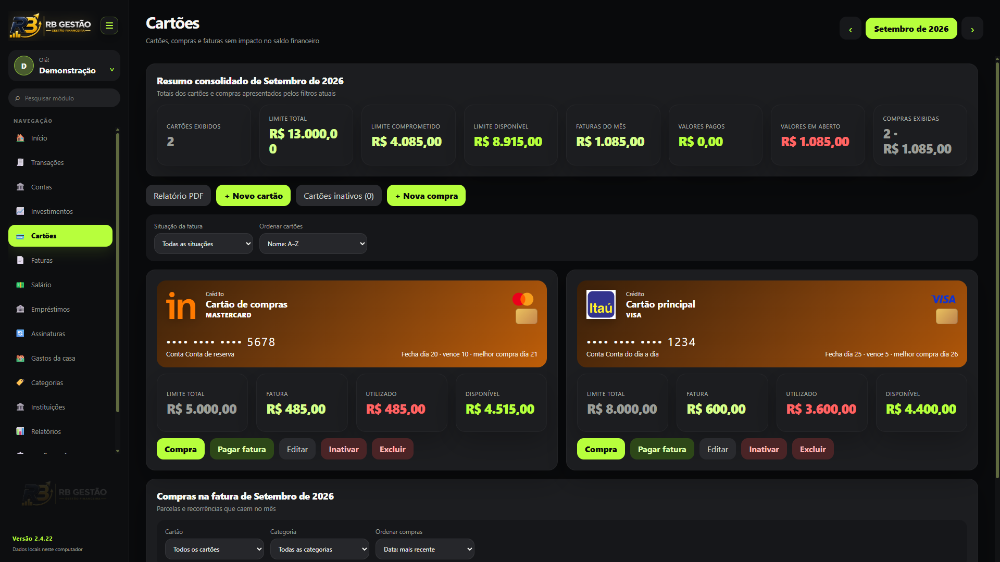 RB GESTÃO
GESTÃO FINANCEIRA
☰
D
Olá!
Demonstração
v
Pesquisar módulo
NAVEGAÇÃO
Início
Transações
Contas
Investimentos
Cartões
Faturas
Salário
Empréstimos
Assinaturas
Gastos da casa
Categorias
Instituições
Relatórios
RB GESTÃO
GESTÃO FINANCEIRA
Versão 2.4.22
Dados locais neste computador
Cartões
Cartões, compras e faturas sem impacto no saldo financeiro
‹ Setembro de 2026 ›
Resumo consolidado de Setembro de 2026
Totais dos cartões e compras apresentados pelos filtros atuais
CARTÕES EXIBIDOS
2
LIMITE TOTAL
R$ 13.000,0
0
LIMITE COMPROMETIDO
R$ 4.085,00
LIMITE DISPONÍVEL
R$ 8.915,00
FATURAS DO MÊS
R$ 1.085,00
VALORES PAGOS
R$ 0,00
VALORES EM ABERTO
R$ 1.085,00
COMPRAS EXIBIDAS
2 ·
R$ 1.085,00
Relatório PDF
+ Novo cartão
Cartões inativos (0)
+ Nova compra
Situação da fatura
Todas as situações
Ordenar cartões
Nome: A–Z
in
Crédito
Cartão de compras
MASTERCARD
•••• •••• •••• 5678
Conta Conta de reserva
Fecha dia 20 · vence 10 · melhor compra dia 21
LIMITE TOTAL
R$ 5.000,00
FATURA
R$ 485,00
UTILIZADO
R$ 485,00
DISPONÍVEL
R$ 4.515,00
Compra
Pagar fatura
Editar
Inativar
Excluir
Itaú
Crédito
Cartão principal
VISA
VISA
•••• •••• •••• 1234
Conta Conta do dia a dia
Fecha dia 25 · vence 5 · melhor compra dia 26
LIMITE TOTAL
R$ 8.000,00
FATURA
R$ 600,00
UTILIZADO
R$ 3.600,00
DISPONÍVEL
R$ 4.400,00
Compra
Pagar fatura
Editar
Inativar
Excluir
Compras na fatura de Setembro de 2026
Parcelas e recorrências que caem no mês
Cartão
Todos os cartões
Categoria
Todas as categorias
Ordenar compras
Data: mais recente